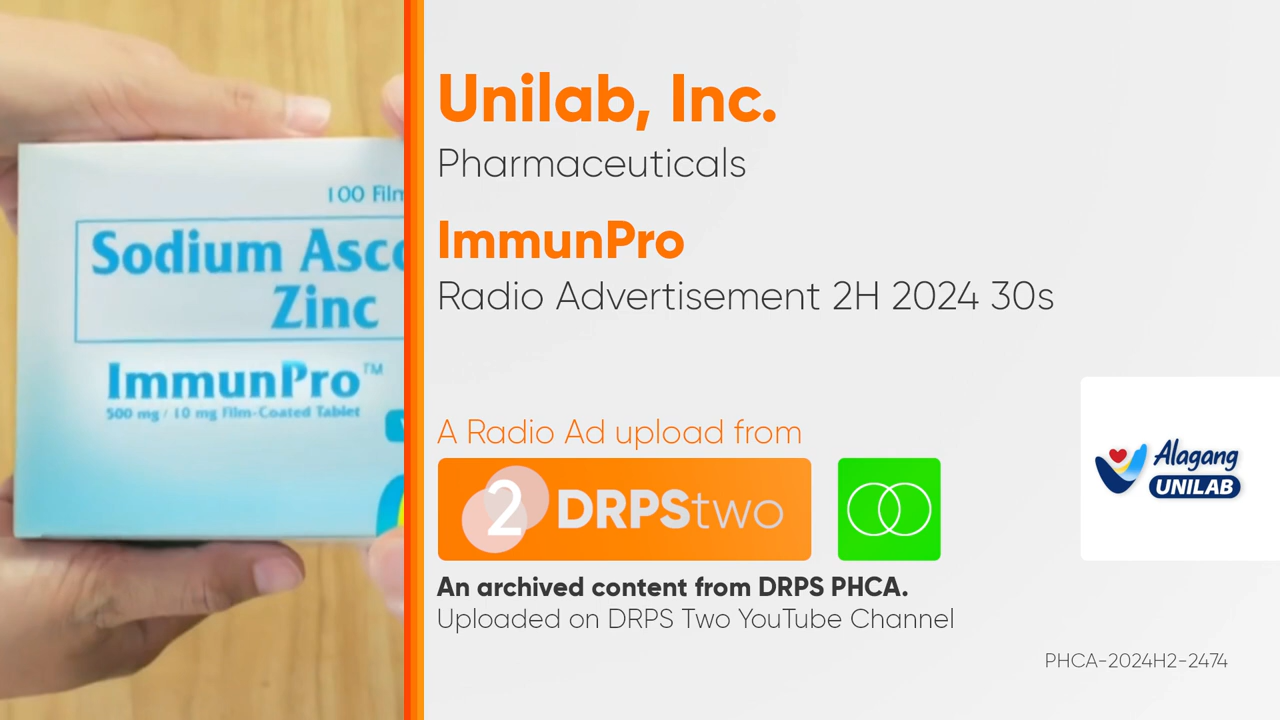 100 Film
Sodium Asco
Zinc
ImmunPro™
500 mg / 10 mg Film-Coated Tablet
Unilab, Inc.
Pharmaceuticals
ImmunPro
Radio Advertisement 2H 2024 30s
A Radio Ad upload from
2 DRPStwo
Alagang
UNILAB
An archived content from DRPS PHCA.
Uploaded on DRPS Two YouTube Channel
PHCA-2024H2-2474